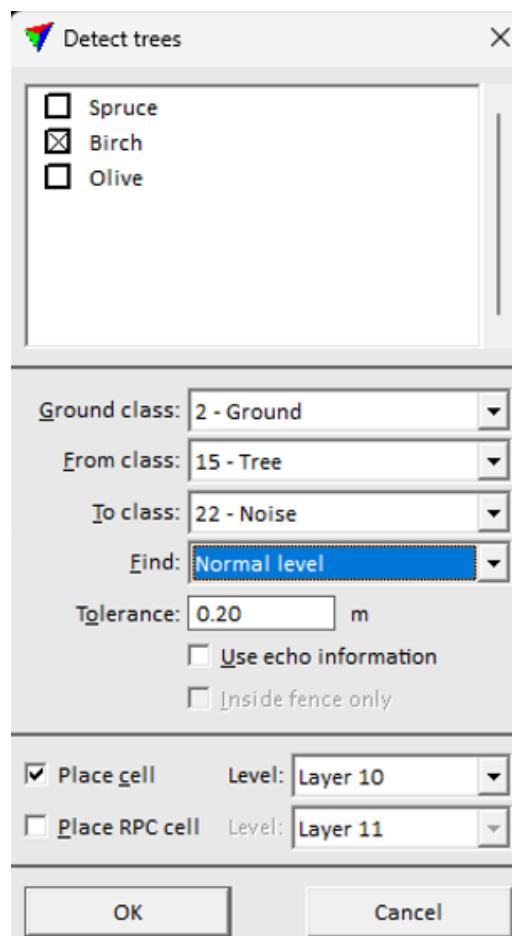 Detect trees
Spruce
Birch
Olive
Ground class: 2 - Ground
From class: 15 - Tree
To class: 22 - Noise
Find: Normal level
Tolerance: 0.20 m
Use echo information
Inside fence only
Place cell Level: Layer 10
Place RPC cell Level: Layer 11
OK Cancel